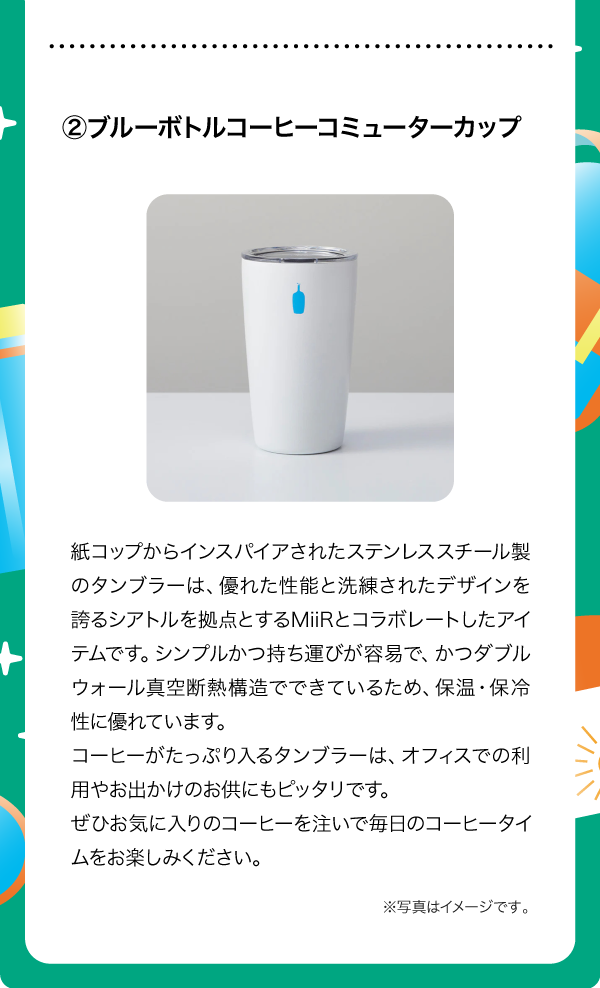 ②ブルーボトルコーヒーコミューターカップ
紙コップからインスパイアされたステンレススチール製
のタンブラーは、優れた性能と洗練されたデザインを
誇るシアトルを拠点とするMiiRとコラボレートしたアイ
テムです。シンプルかつ持ち運びが容易で、かつダブル
ウォール真空断熱構造でできているため、保温・保冷
性に優れています。
コーヒーがたっぷり入るタンブラーは、オフィスでの利
用やお出かけのお供にもピッタリです。
ぜひお気に入りのコーヒーを注いで毎日のコーヒータイ
ムをお楽しみください。
※写真はイメージです。